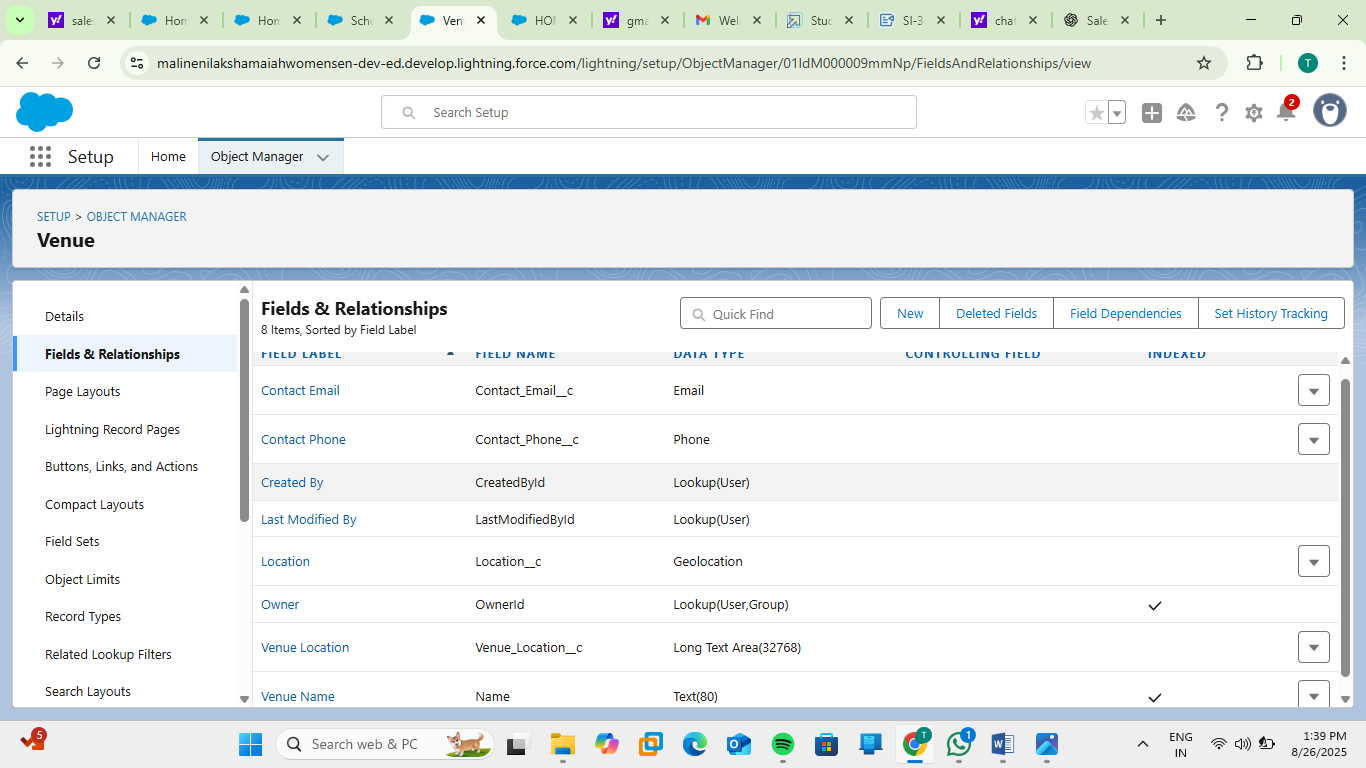 sales
Hon
Hon
Sch
Ven
HON
gma
Wel
Stuc
SI-3
chat
Sale
malinenilakshamaiahwomensen-dev-ed.develop.lightning.force.com/lightning/setup/ObjectManager/01IdM000009mmNp/FieldsAndRelationships/view
T
Search Setup
2
Setup
Home
Object Manager
SETUP > OBJECT MANAGER
Venue
Details
Fields & Relationships
Page Layouts
Lightning Record Pages
Buttons, Links, and Actions
Compact Layouts
Field Sets
Object Limits
Record Types
Related Lookup Filters
Search Layouts
Fields & Relationships
8 Items, Sorted by Field Label
Quick Find
New
Deleted Fields
Field Dependencies
Set History Tracking
FIELD LABEL FIELD NAME DATA TYPE CONTROLLING FIELD INDEXED
Contact Email Contact_Email__c Email
Contact Phone Contact_Phone__c Phone
Created By CreatedById Lookup(User)
Last Modified By LastModifiedById Lookup(User)
Location Location__c Geolocation
Owner OwnerId Lookup(User,Group)
Venue Location Venue_Location__c Long Text Area(32768)
Venue Name Name Text(80)
5
Search web & PC
T
1
ENG
IN
1:39 PM
8/26/2025